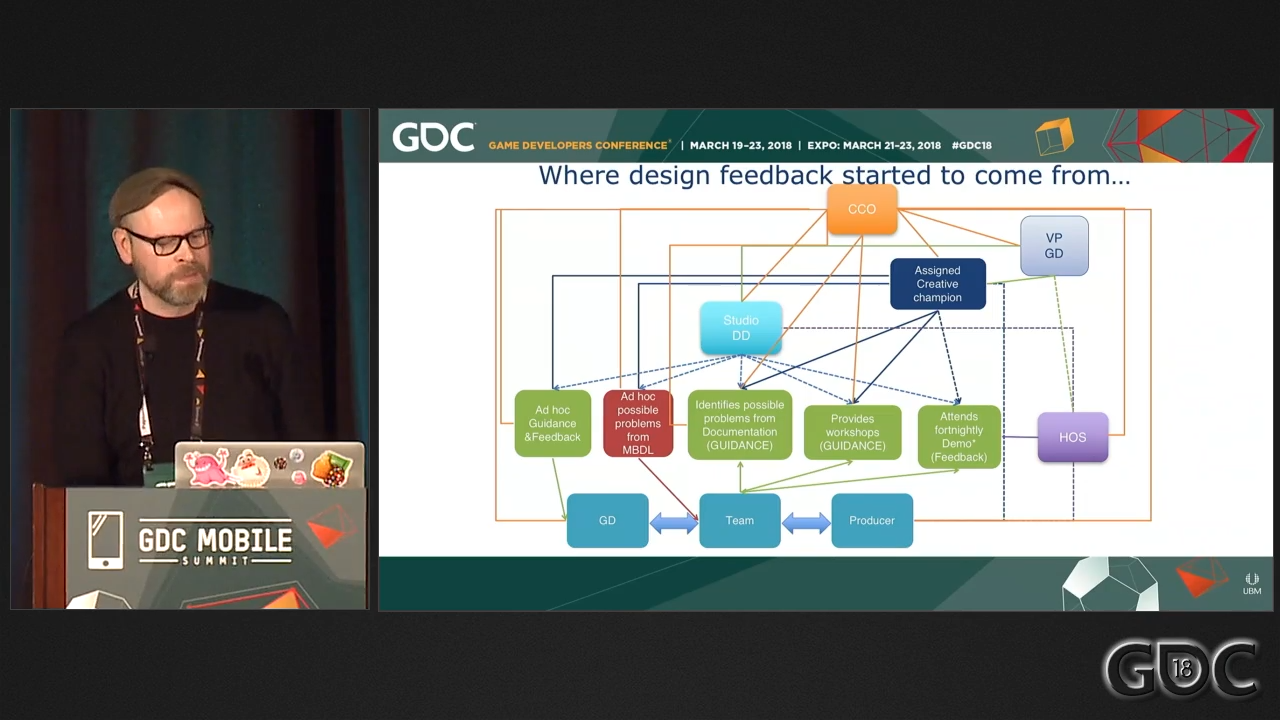 GDC
GAME DEVELOPERS CONFERENCE | MARCH 19–23, 2018 | EXPO: MARCH 21–23, 2018 #GDC18
Where design feedback started to come from...
CCO
VP
GD
Assigned
Creative
champion
Studio
DD
Ad hoc
Guidance
&Feedback
Ad hoc
possible
problems
from
MBDL
Identifies possible
problems from
Documentation
(GUIDANCE)
Provides
workshops
(GUIDANCE)
Attends
fortnightly
Demo*
(Feedback)
HOS
GD
Team
Producer
GDC MOBILE
SUMMIT
UBM
GDC
18